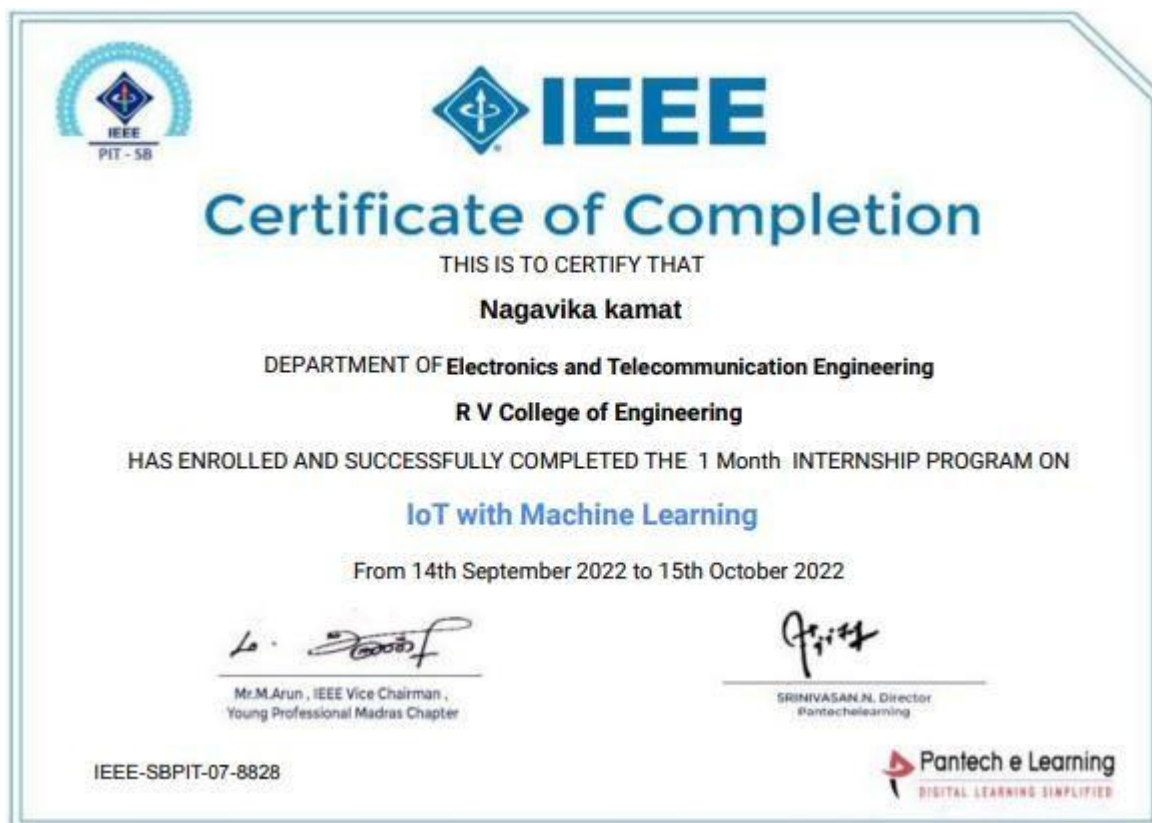 IEEE
PIT - SB
IEEE
Certificate of Completion
THIS IS TO CERTIFY THAT
Nagavika kamat
DEPARTMENT OF Electronics and Telecommunication Engineering
R V College of Engineering
HAS ENROLLED AND SUCCESSFULLY COMPLETED THE 1 Month INTERNSHIP PROGRAM ON
IoT with Machine Learning
From 14th September 2022 to 15th October 2022
Mr.M.Arun , IEEE Vice Chairman ,
Young Professional Madras Chapter
SRINIVASAN.N, Director
Pantechelearning
IEEE-SBPIT-07-8828
Pantech e Learning
DIGITAL LEARNING SIMPLIFIED